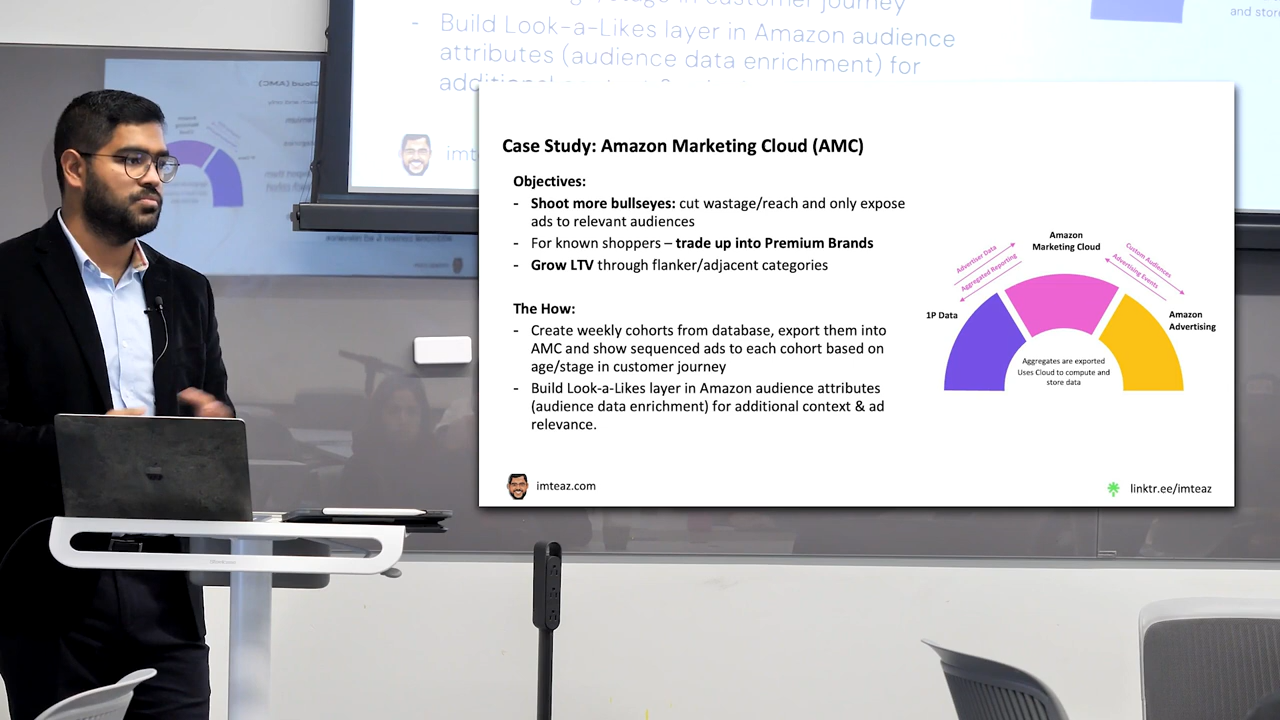 Build Look-a-Likes layer in Amazon audience
attributes (audience data enrichment) for
and store
Case Study: Amazon Marketing Cloud (AMC)
Objectives:
- Shoot more bullseyes: cut wastage/reach and only expose
ads to relevant audiences
- For known shoppers – trade up into Premium Brands
- Grow LTV through flanker/adjacent categories
The How:
- Create weekly cohorts from database, export them into
AMC and show sequenced ads to each cohort based on
age/stage in customer journey
- Build Look-a-Likes layer in Amazon audience attributes
(audience data enrichment) for additional context & ad
relevance.
Amazon
Marketing Cloud
Advertiser Data
Aggregated Reporting
Custom Audiences
Advertising Events
1P Data
Amazon
Advertising
Aggregates are exported
Uses Cloud to compute and
store data
imteaz.com
linktr.ee/imteaz